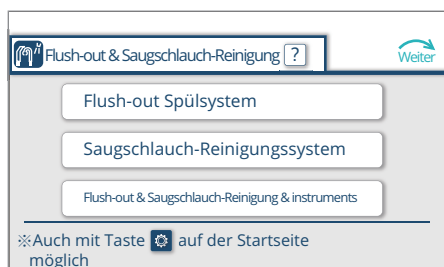 Flush-out & Saugschlauch-Reinigung ?
Weiter
Flush-out Spülsystem
Saugschlauch-Reinigungssystem
Flush-out & Saugschlauch-Reinigung & instruments
※Auch mit Taste auf der Startseite
möglich